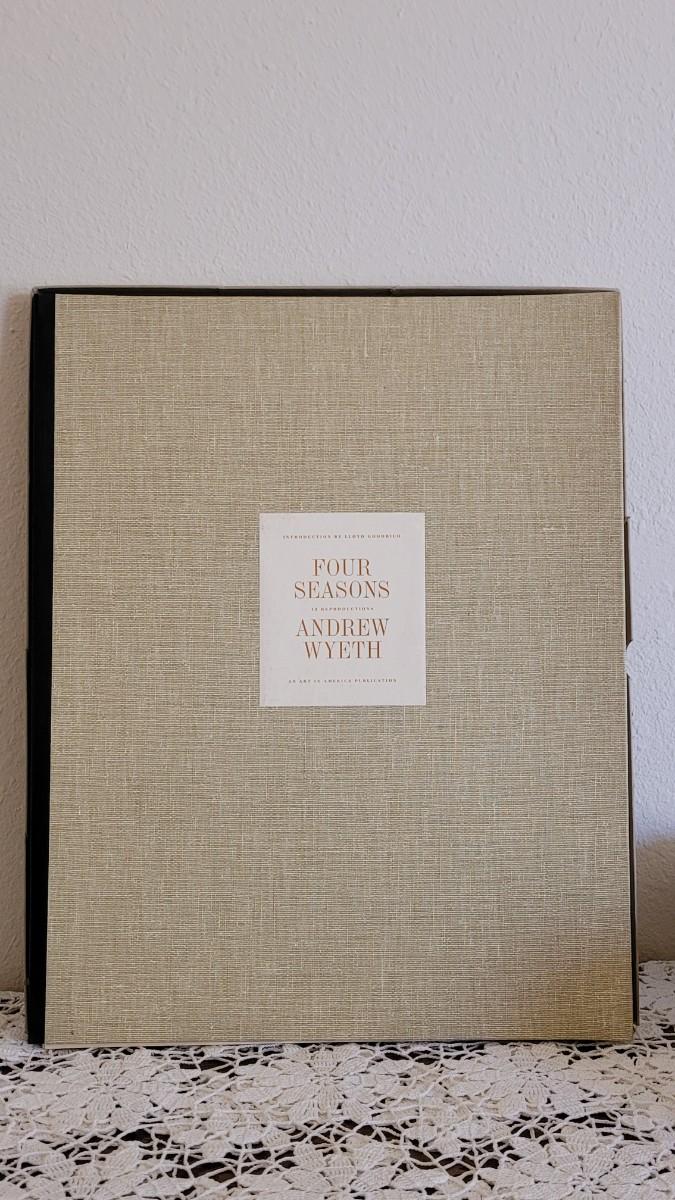 INTRODUCTION BY LLOYD GOODRICH
FOUR
SEASONS
12 REPRODUCTIONS
ANDREW
WYETH
AN ART IN AMERICA PUBLICATION